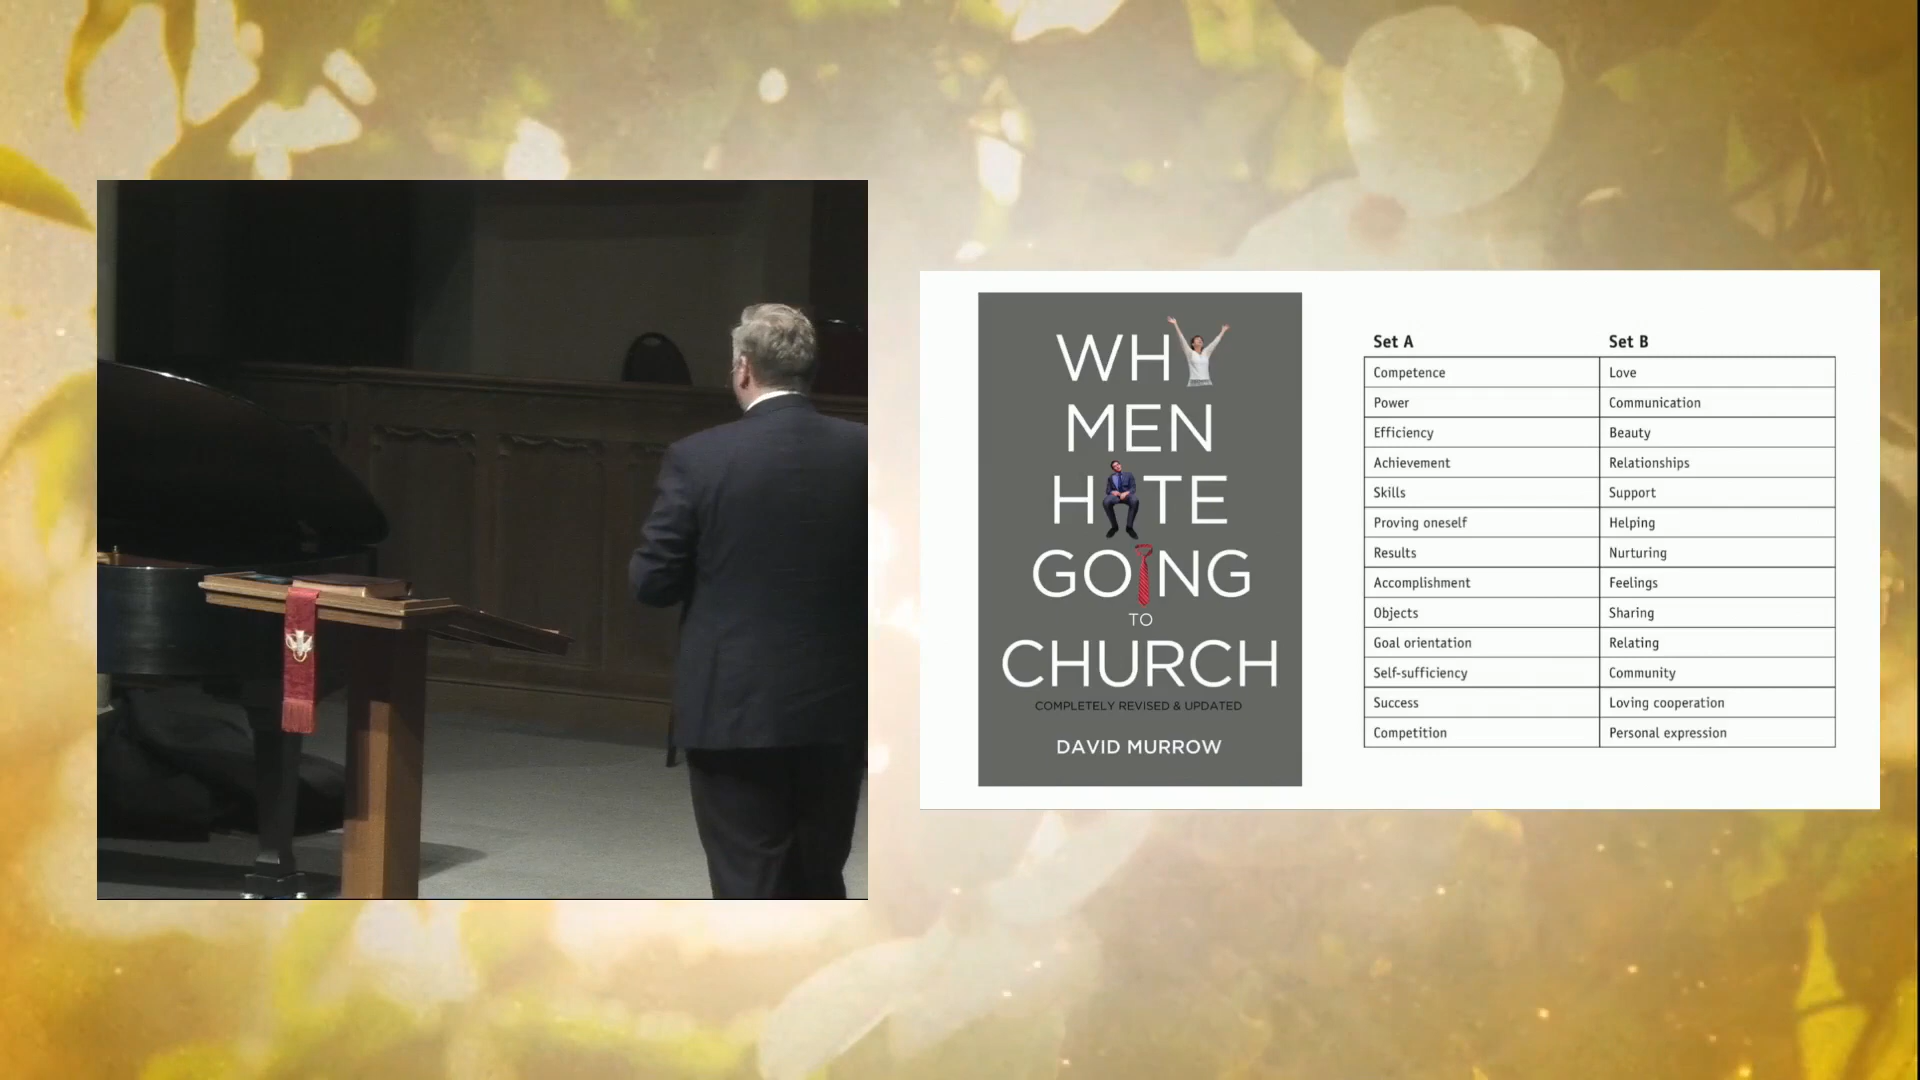 WHY
MEN
HATE
GOING
TO
CHURCH
COMPLETELY REVISED & UPDATED
DAVID MURROW
Set A Set B
Competence Love
Power Communication
Efficiency Beauty
Achievement Relationships
Skills Support
Proving oneself Helping
Results Nurturing
Accomplishment Feelings
Objects Sharing
Goal orientation Relating
Self-sufficiency Community
Success Loving cooperation
Competition Personal expression